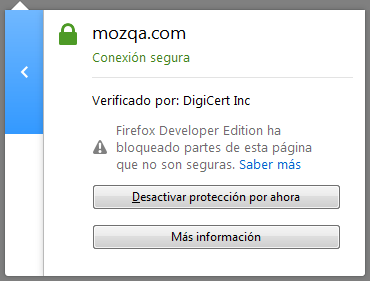 mozqa.com
Conexión segura
Verificado por: DigiCert Inc
Firefox Developer Edition ha
bloqueado partes de esta página
que no son seguras. Saber más
Desactivar protección por ahora
Más información